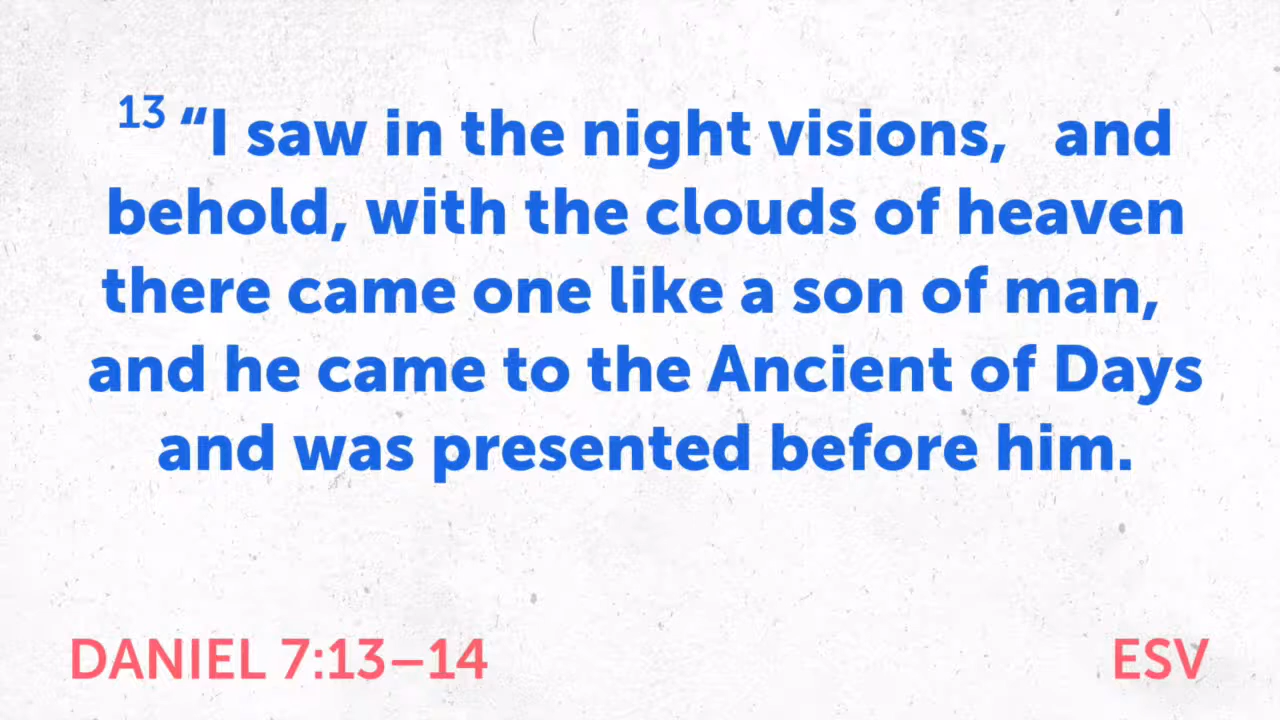 13 “I saw in the night visions, and
behold, with the clouds of heaven
there came one like a son of man,
and he came to the Ancient of Days
and was presented before him.
DANIEL 7:13–14
ESV